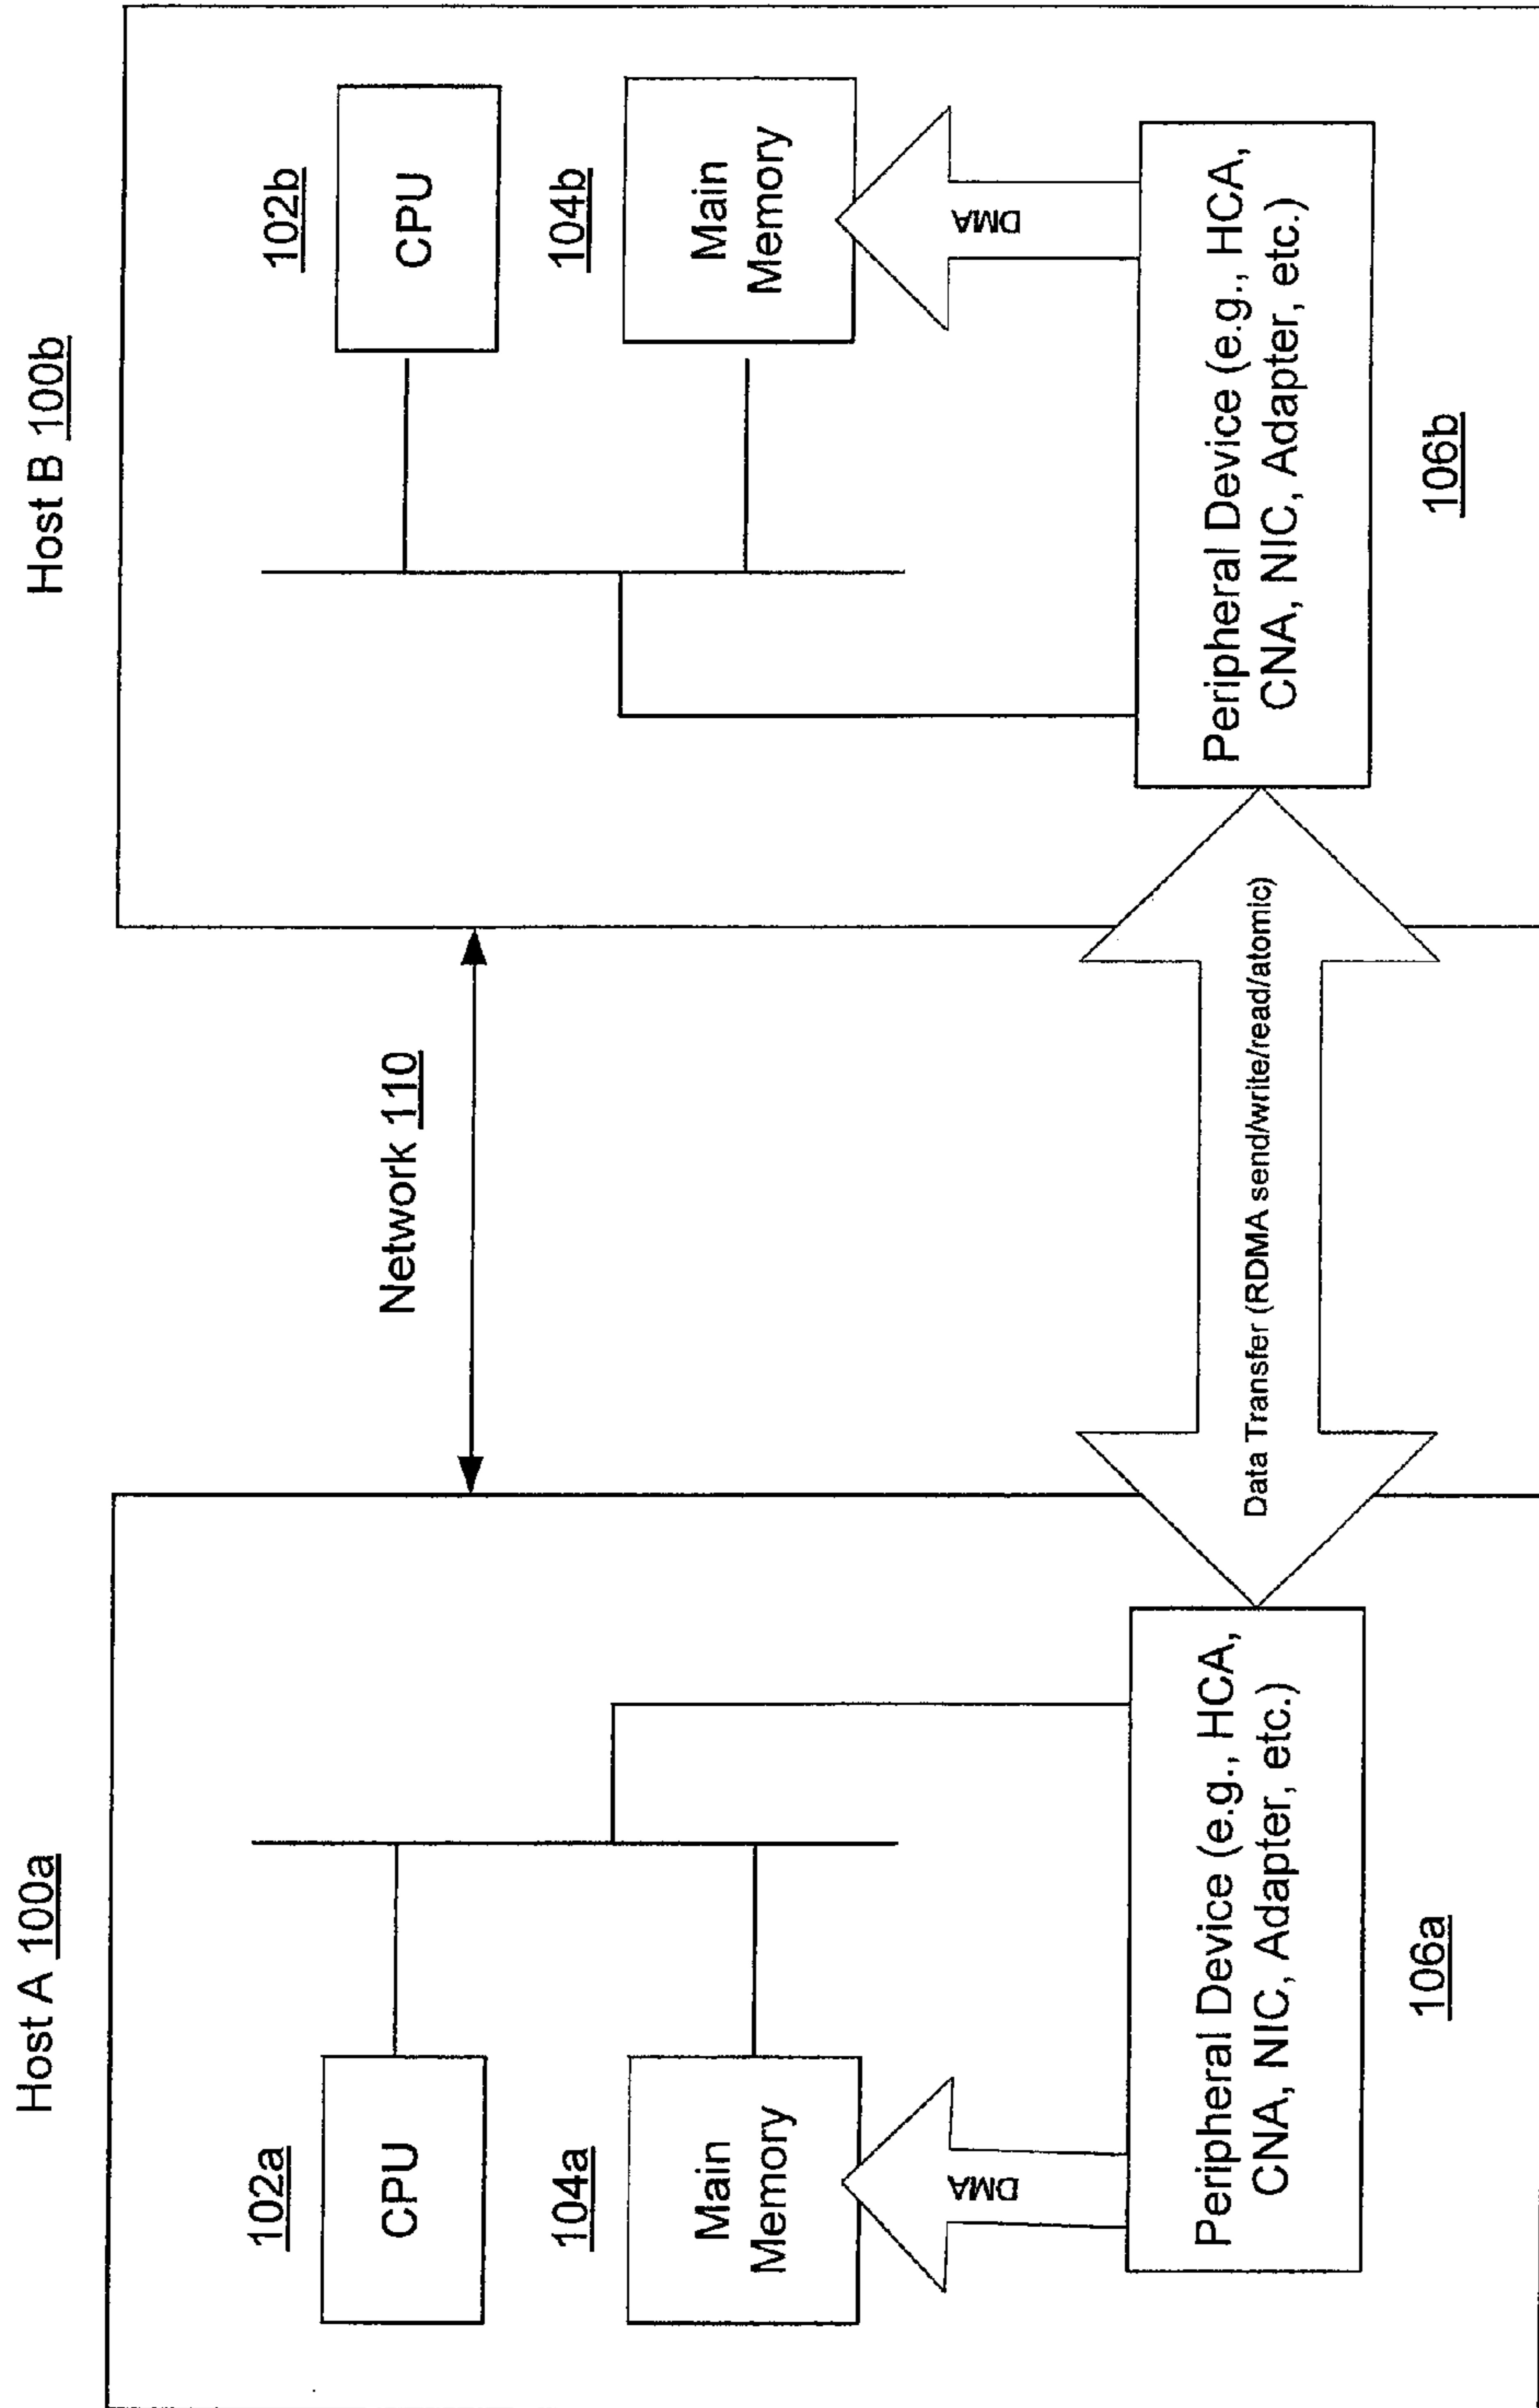 Host A 100a
102a
CPU
104a
Main
Memory
DMA
Peripheral Device (e.g., HCA,
CNA, NIC, Adapter, etc.)
106a
Network 110
Data Transfer (RDMA send/write/read/atomic)
Host B 100b
102b
CPU
104b
Main
Memory
DMA
Peripheral Device (e.g., HCA,
CNA, NIC, Adapter, etc.)
106b